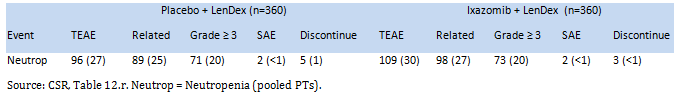 Placebo + LenDex (n=360) Ixazomib + LenDex (n=360)
Event TEAE Related Grade ≥ 3 SAE Discontinue TEAE Related Grade ≥ 3 SAE Discontinue
Neutrop 96 (27) 89 (25) 71 (20) 2 (<1) 5 (1) 109 (30) 98 (27) 73 (20) 2 (<1) 3 (<1)
Source: CSR, Table 12.r. Neutrop = Neutropenia (pooled PTs).